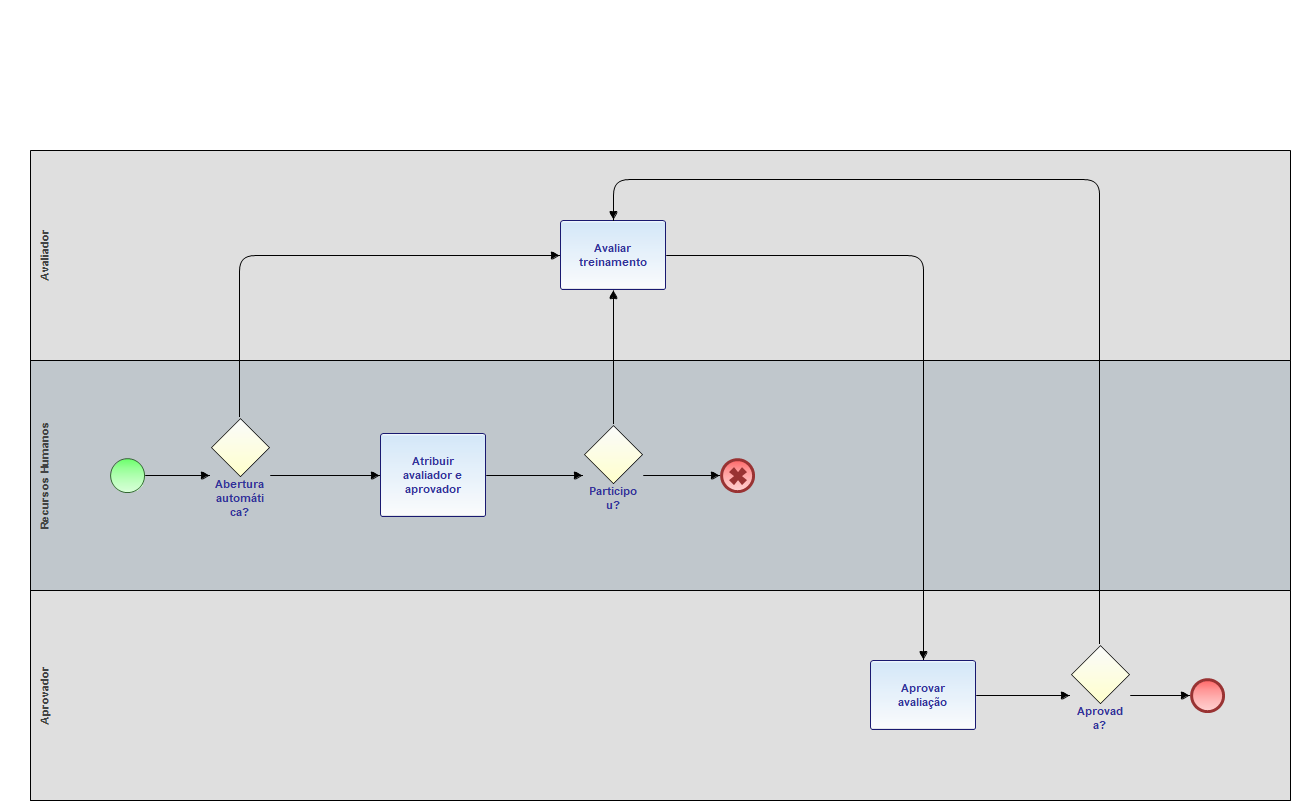 Avaliador
Avaliar
treinamento
Recursos Humanos
Abertura
automáti
ca?
Atribuir
avaliador e
aprovador
Participo
u?
Aprovador
Aprovar
avaliação
Aprovad
a?